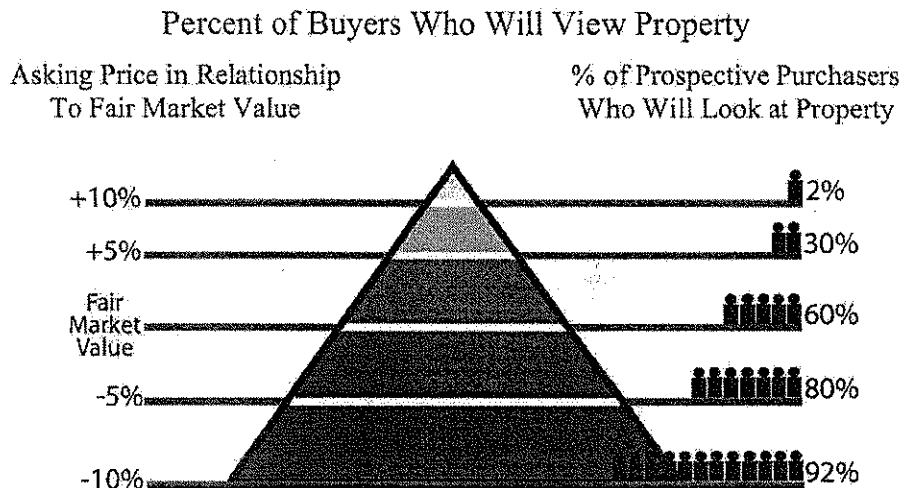 Percent of Buyers Who Will View Property
Asking Price in Relationship
To Fair Market Value
% of Prospective Purchasers
Who Will Look at Property
+10%
2%
+5%
30%
Fair
Market
Value
60%
-5%
80%
-10%
92%